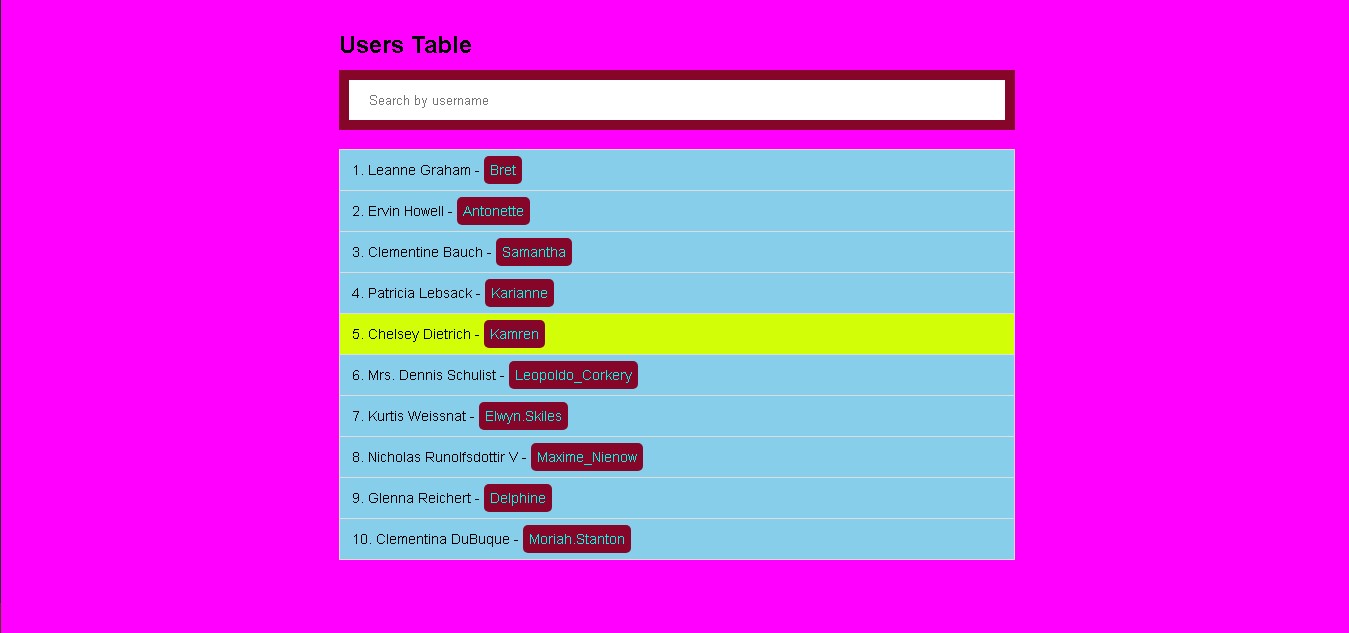 Users Table
Search by username
1. Leanne Graham - Bret
2. Ervin Howell - Antonette
3. Clementine Bauch - Samantha
4. Patricia Lebsack - Karianne
5. Chelsey Dietrich - Kamren
6. Mrs. Dennis Schulist - Leopoldo_Corkery
7. Kurtis Weissnat - Elwyn.Skiles
8. Nicholas Runolfsdottir V - Maxime_Nienow
9. Glenna Reichert - Delphine
10. Clementina DuBuque - Moriah.Stanton